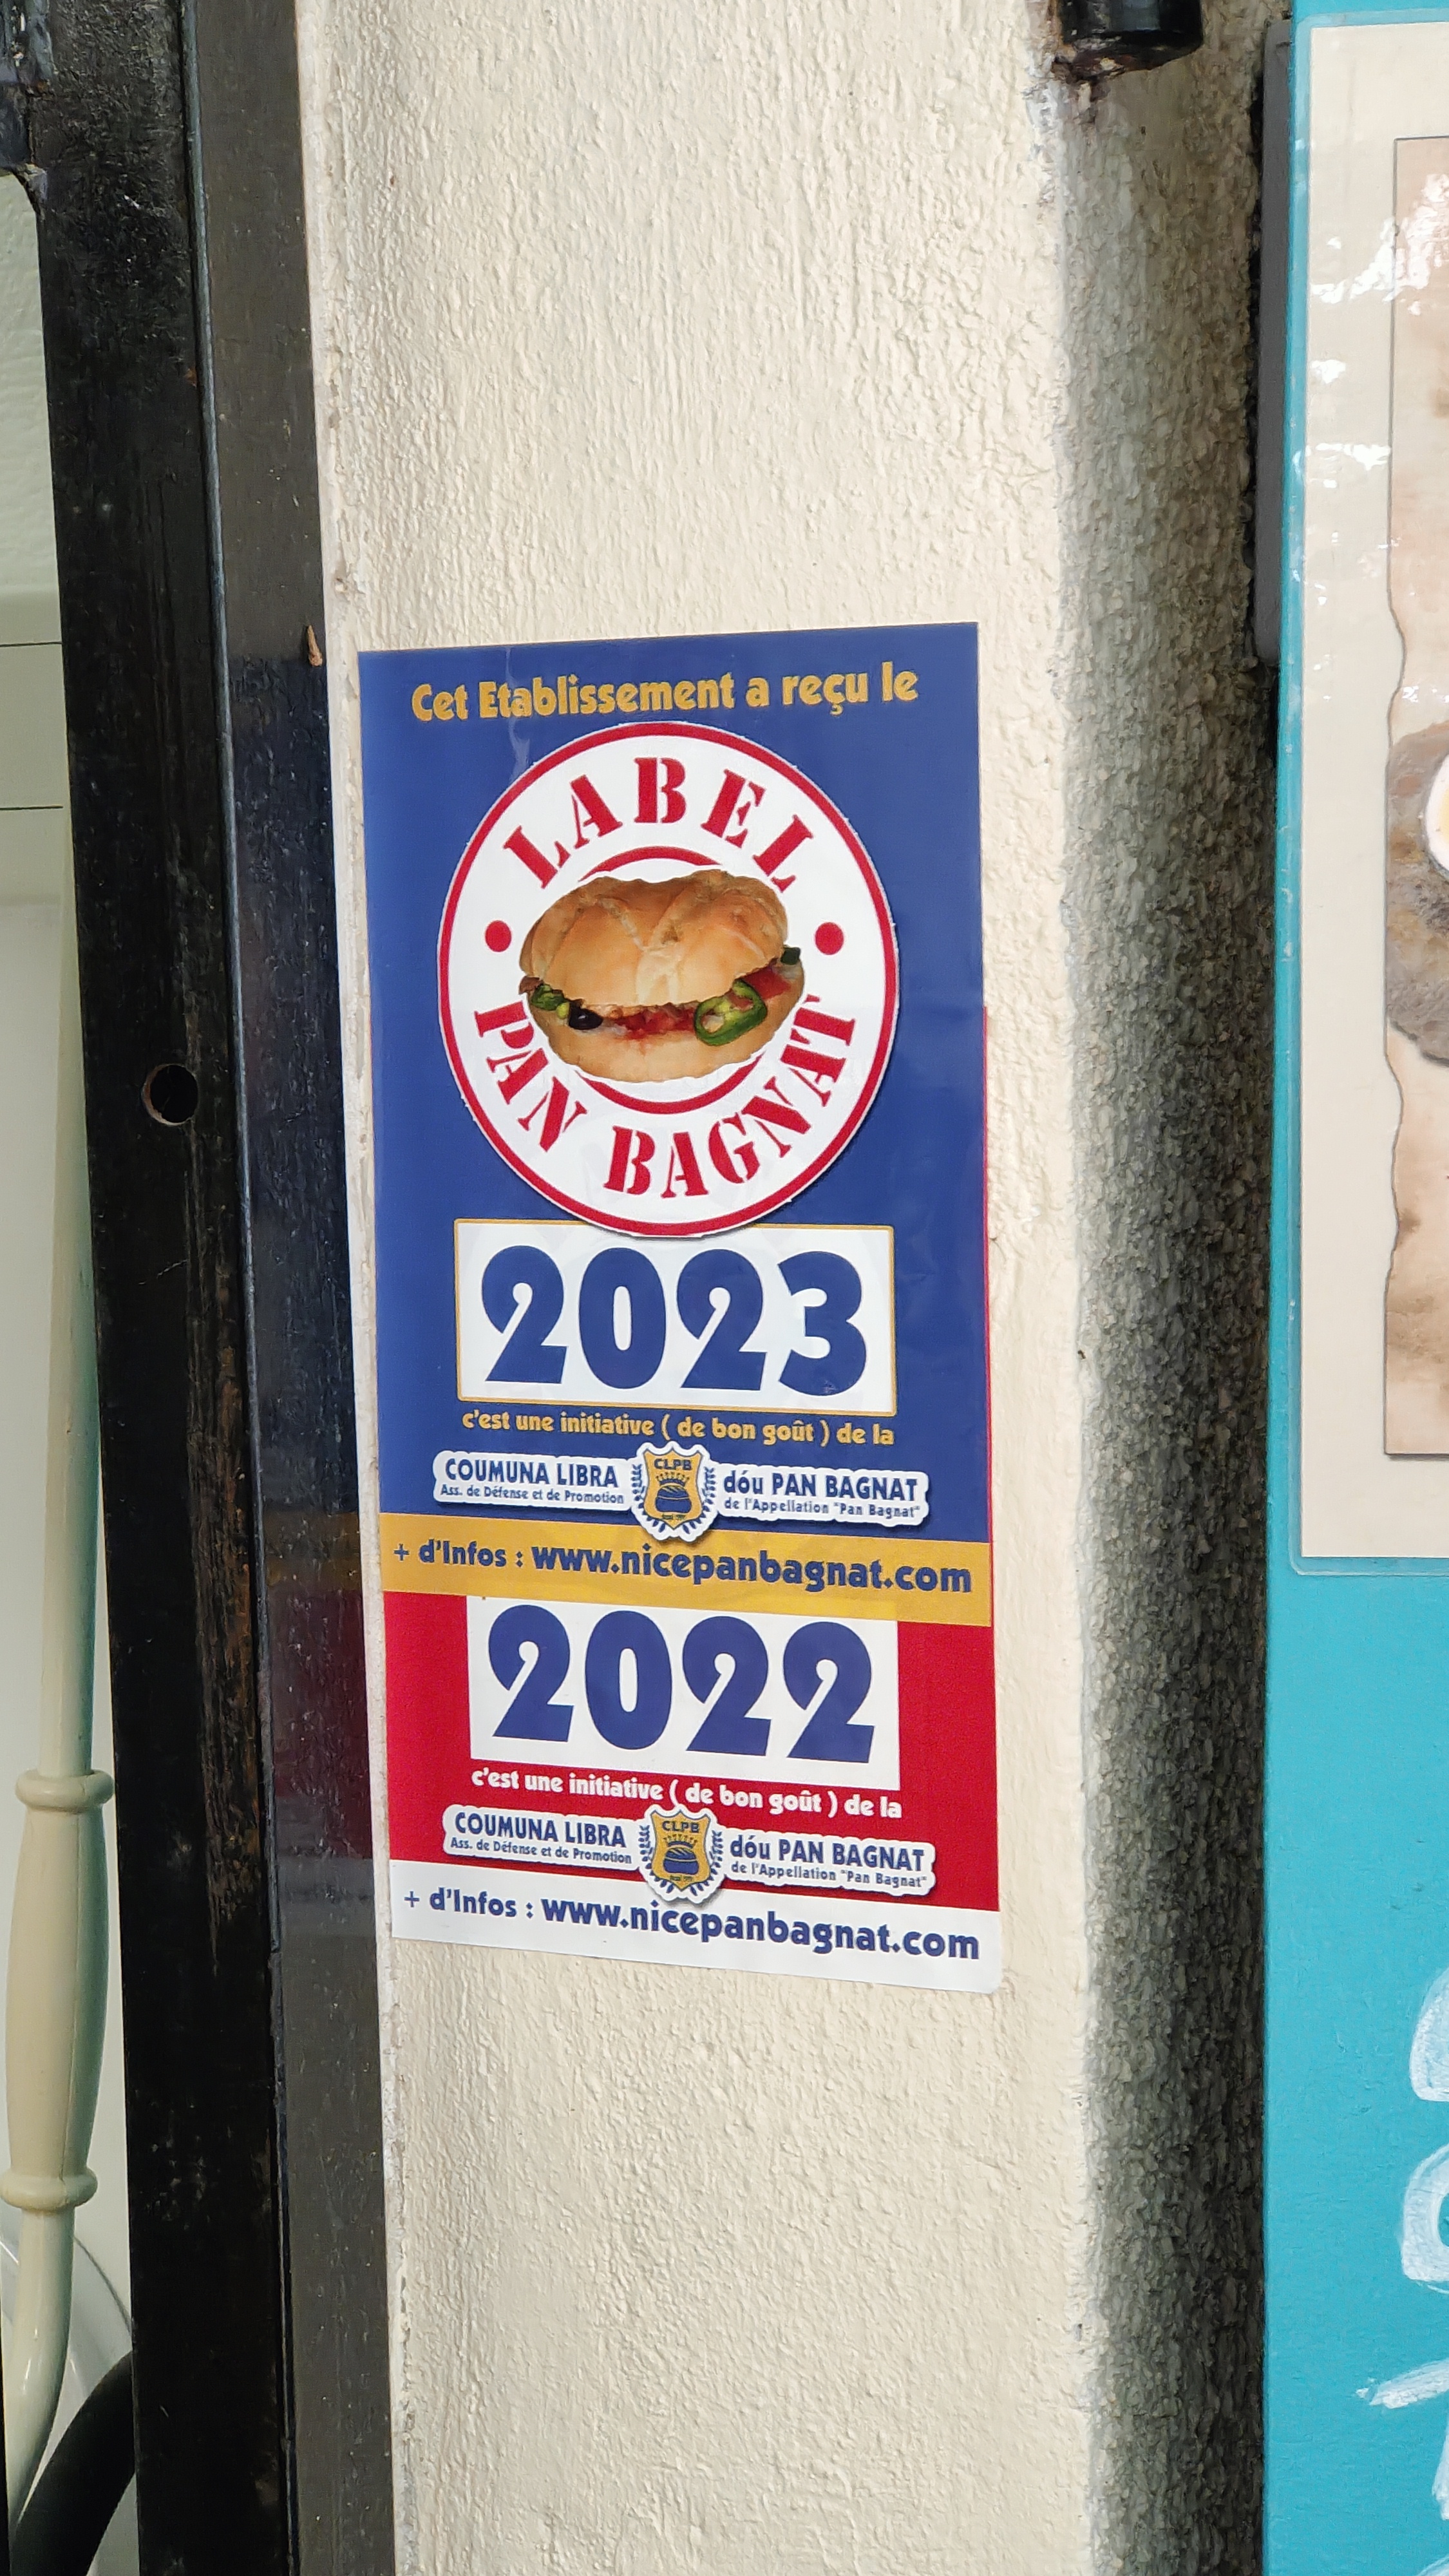 Cet Etablissement a reçu le
LABEL
PAN BAGNAT
2023
c'est une initiative ( de bon goût ) de la
COUMUNA LIBRA CLPB dóu PAN BAGNAT
Ass. de Défense et de Promotion de l'Appellation "Pan Bagnat"
+ d'Infos : www.nicepanbagnat.com
2022
c'est une initiative ( de bon goût ) de la
COUMUNA LIBRA CLPB dóu PAN BAGNAT
Ass. de Défense et de Promotion de l'Appellation "Pan Bagnat"
+ d'Infos : www.nicepanbagnat.com